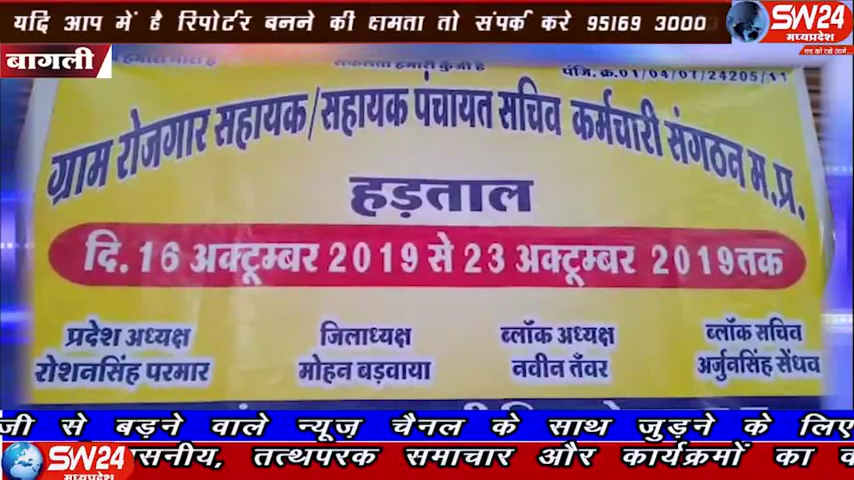 यदि आप में है रिपोर्टर बनने की क्षमता तो संपर्क करे 95169 3000
SW24
मध्यप्रदेश
बागली
पंजि. क्र.01/04/01/24205/11
ग्राम रोजगार सहायक/सहायक पंचायत सचिव कर्मचारी संगठन म.प्र.
हड़ताल
दि.16 अक्टूम्बर 2019 से 23 अक्टूम्बर 2019तक
प्रदेश अध्यक्ष जिलाध्यक्ष ब्लॉक अध्यक्ष ब्लॉक सचिव
रोशनसिंह परमार मोहन बड़वाया नवीन तँवर अर्जुनसिंह सेंधव
जी से बड़ने वाले न्यूज़ चैनल के साथ जुड़ने के लिए
SW24
मध्यप्रदेश
सनीय, तत्थपरक समाचार और कार्यक्रमों का